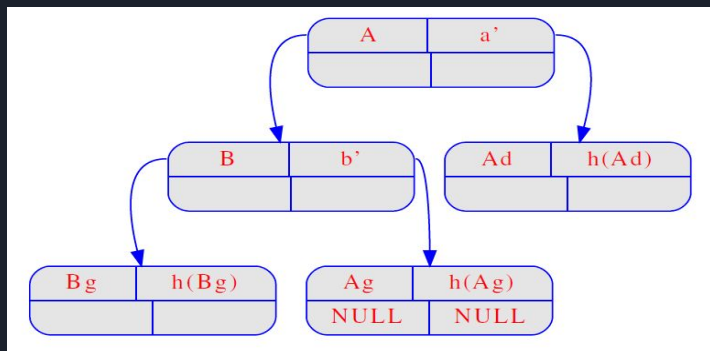 A a'
B b' Ad h(Ad)
Bg h(Bg) Ag h(Ag)
NULL NULL